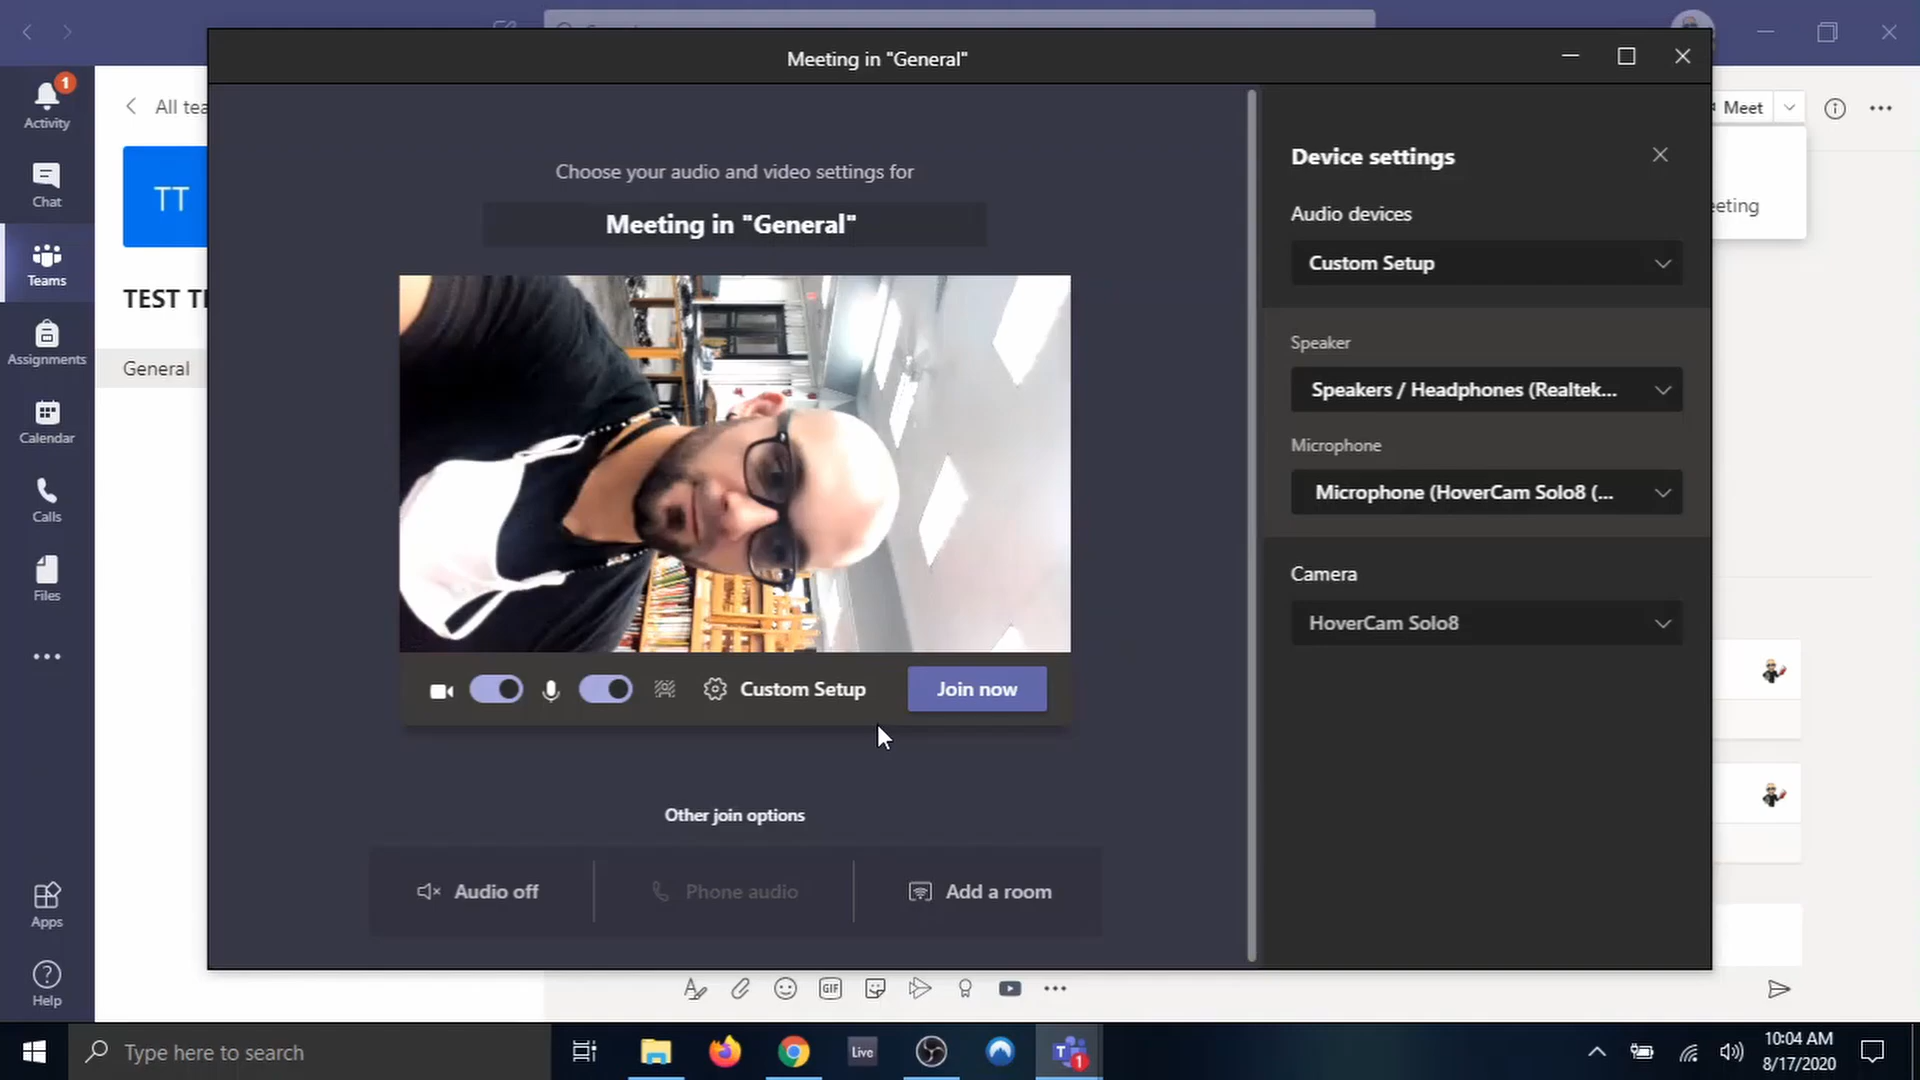 Meeting in "General"
1
Activity
Chat
Teams
Assignments
Calendar
Calls
Files
Apps
Help
All
TT
TEST
General
Meet
Choose your audio and video settings for
Meeting in "General"
Custom Setup
Join now
Other join options
Audio off
Phone audio
Add a room
Device settings
Audio devices
Custom Setup
Speaker
Speakers / Headphones (Realtek...
Microphone
Microphone (HoverCam Solo8 (...
Camera
HoverCam Solo8
GIF
Type here to search
Live
T
1
10:04 AM
8/17/2020